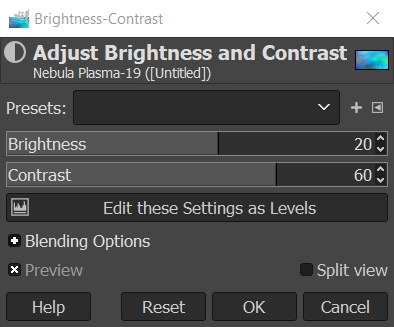 Brightness-Contrast
Adjust Brightness and Contrast
Nebula Plasma-19 ([Untitled])
Presets:
Brightness 20
Contrast 60
Edit these Settings as Levels
Blending Options
Preview Split view
Help Reset OK Cancel